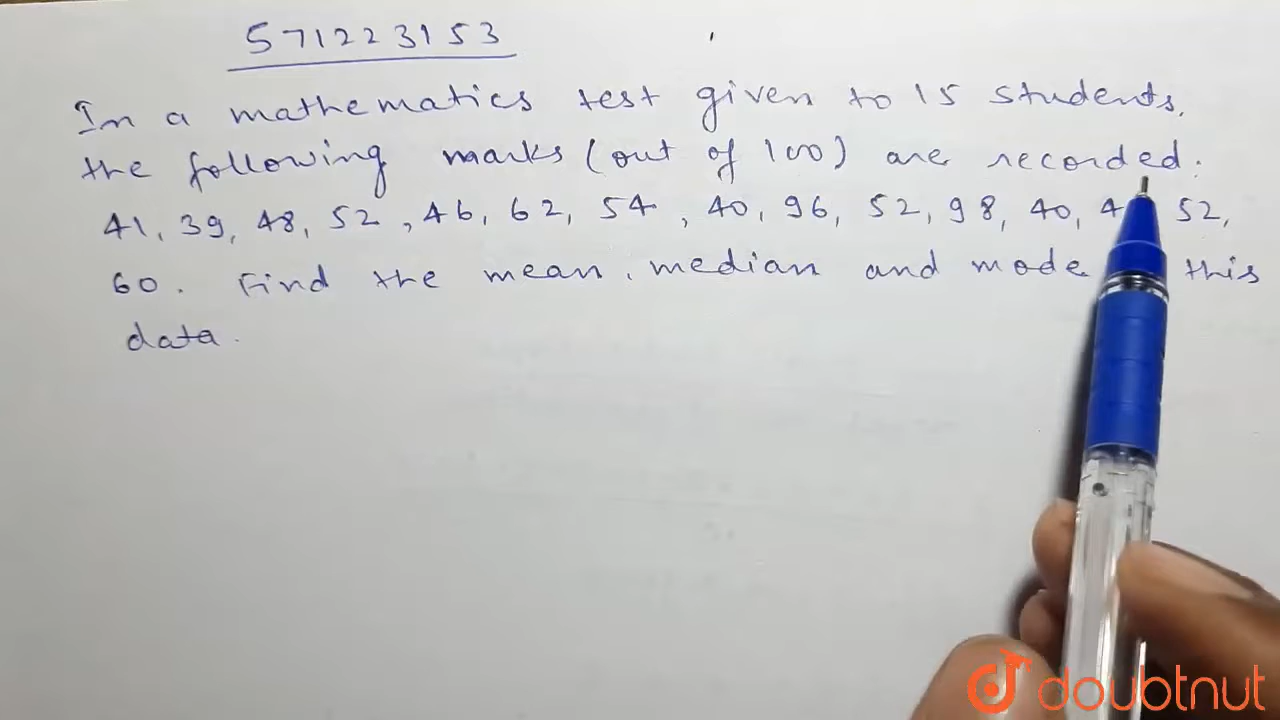 571223153
In a mathematics test given to 15 students,
the following marks (out of 100) are recorded:
41, 39, 48, 52, 46, 62, 54, 40, 96, 52, 98, 40, 52,
60. Find the mean, median and mode this
data.
doubtnut